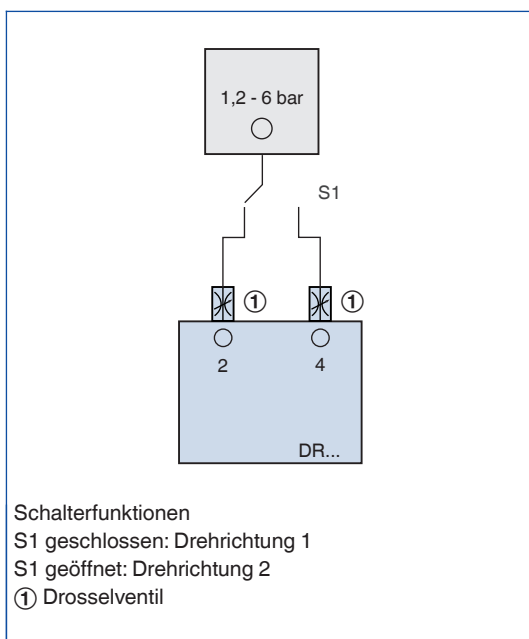 1,2 - 6 bar
S1
① ①
2 4
DR...
Schalterfunktionen
S1 geschlossen: Drehrichtung 1
S1 geöffnet: Drehrichtung 2
① Drosselventil